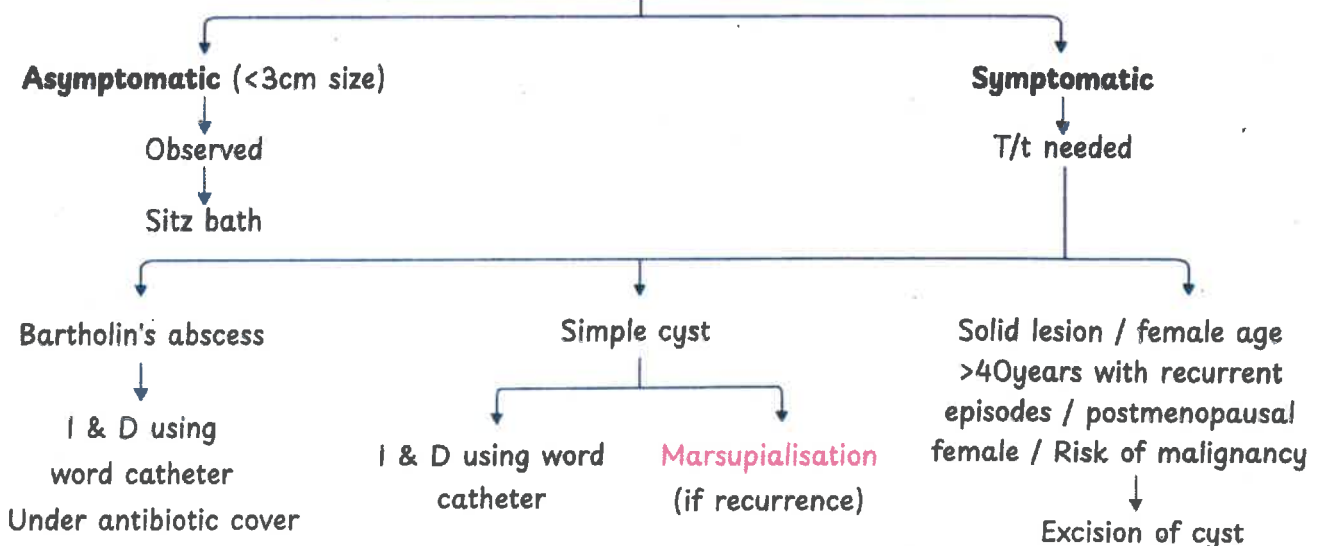 Asymptomatic (<3cm size)
Symptomatic
Observed
T/t needed
Sitz bath
Bartholin's abscess
I & D using
word catheter
Under antibiotic cover
Simple cyst
I & D using word
catheter
Marsupialisation
(if recurrence)
Solid lesion / female age
>40years with recurrent
episodes / postmenopausal
female / Risk of malignancy
Excision of cyst